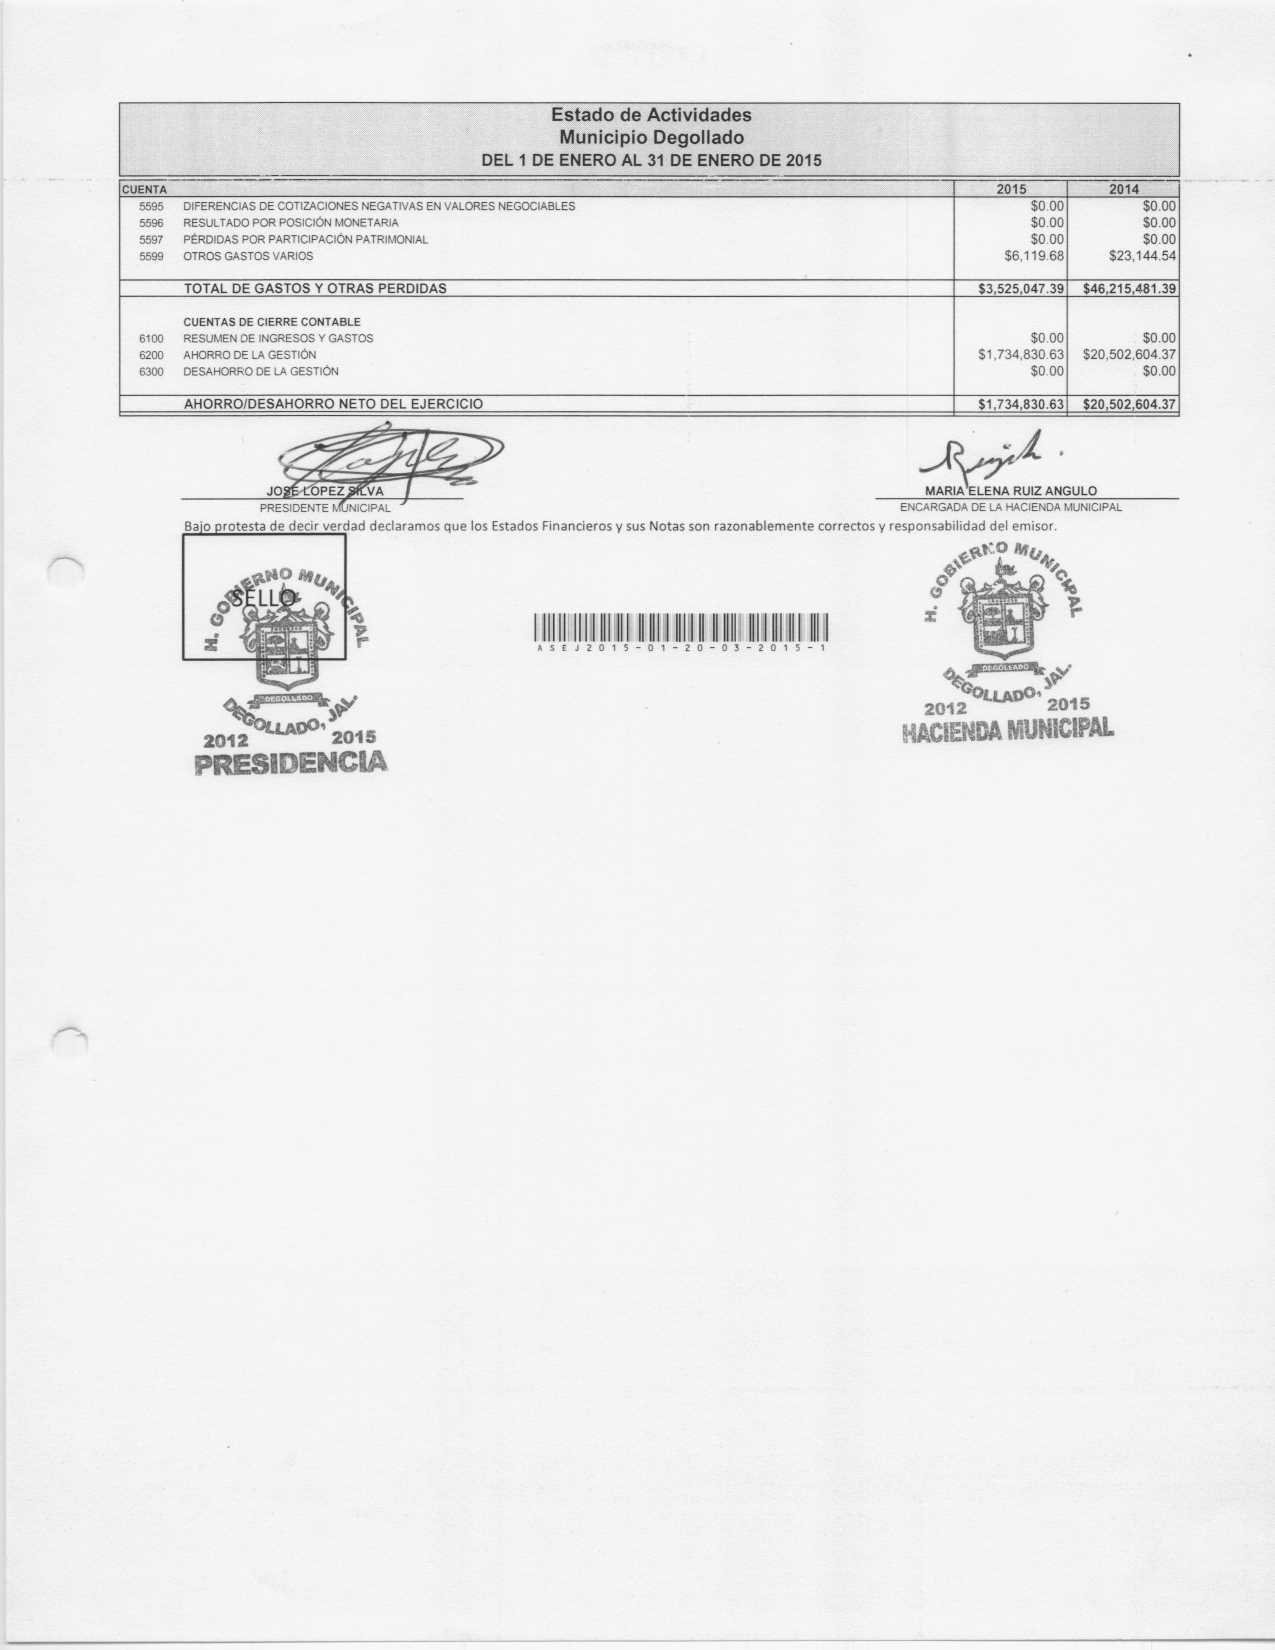 Estado de Actividades
Municipio Degollado
DEL 1 DE ENERO AL 31 DE ENERO DE 2015
CUENTA 2015 2014
5595 DIFERENCIAS DE COTIZACIONES NEGATIVAS EN VALORES NEGOCIABLES $0.00 $0.00
5596 RESULTADO POR POSICIÓN MONETARIA $0.00 $0.00
5597 PÉRDIDAS POR PARTICIPACIÓN PATRIMONIAL $0.00 $0.00
5599 OTROS GASTOS VARIOS $6,119.68 $23,144.54
TOTAL DE GASTOS Y OTRAS PERDIDAS $3,525,047.39 $46,215,481.39
CUENTAS DE CIERRE CONTABLE
6100 RESUMEN DE INGRESOS Y GASTOS $0.00 $0.00
6200 AHORRO DE LA GESTIÓN $1,734,830.63 $20,502,604.37
6300 DESAHORRO DE LA GESTIÓN $0.00 $0.00
AHORRO/DESAHORRO NETO DEL EJERCICIO $1,734,830.63 $20,502,604.37
JOSE LOPEZ SILVA MARIA ELENA RUIZ ANGULO
PRESIDENTE MUNICIPAL ENCARGADA DE LA HACIENDA MUNICIPAL
Bajo protesta de decir verdad declaramos que los Estados Financieros y sus Notas son razonablemente correctos y responsabilidad del emisor.
SELLO
H. GOBIERNO MUNICIPAL
DEGOLLADO
DEGOLLADO, JAL.
2012 2015
PRESIDENCIA
ASEJ2015-01-20-03-2015-1
H. GOBIERNO MUNICIPAL
DEGOLLADO
DEGOLLADO, JAL.
2012 2015
HACIENDA MUNICIPAL